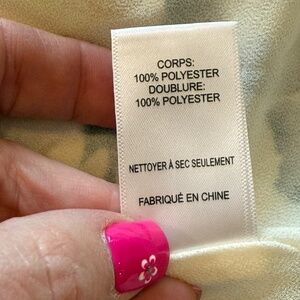 CORPS:
100% POLYESTER
DOUBLURE:
100% POLYESTER
NETTOYER À SEC SEULEMENT
FABRIQUÉ EN CHINE